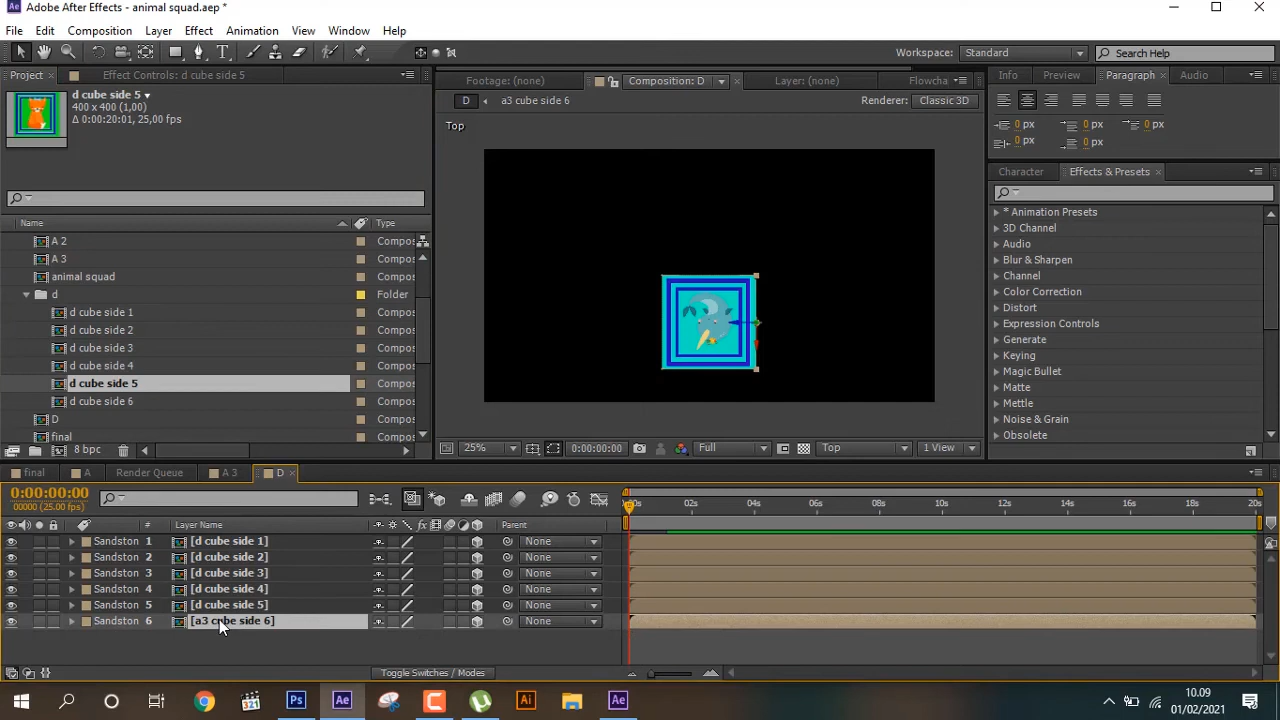 Adobe After Effects - animal squad.aep *
File Edit Composition Layer Effect Animation View Window Help
Workspace: Standard Search Help
Project Effect Controls: d cube side 5
d cube side 5
400 x 400 (1,00)
Δ 0:00:20:01, 25,00 fps
Name Type
A 2 Compos
A 3 Compos
animal squad Compos
d Folder
d cube side 1 Compos
d cube side 2 Compos
d cube side 3 Compos
d cube side 4 Compos
d cube side 5 Compos
d cube side 6 Compos
D Compos
final Compos
8 bpc
Footage: (none) Composition: D Layer: (none) Flowcha
D a3 cube side 6 Renderer: Classic 3D
Top
25% 0:00:00:00 Full Top 1 View
Info Preview Paragraph Audio
0 px 0 px 0 px
0 px 0 px
Character Effects & Presets
* Animation Presets
3D Channel
Audio
Blur & Sharpen
Channel
Color Correction
Distort
Expression Controls
Generate
Keying
Magic Bullet
Matte
Mettle
Noise & Grain
Obsolete
final A Render Queue A 3 D
0:00:00:00
00000 (25.00 fps)
00s 02s 04s 06s 08s 10s 12s 14s 16s 18s 20s
# Layer Name Parent
Sandston 1 [d cube side 1] None
Sandston 2 [d cube side 2] None
Sandston 3 [d cube side 3] None
Sandston 4 [d cube side 4] None
Sandston 5 [d cube side 5] None
Sandston 6 [a3 cube side 6] None
Toggle Switches / Modes
10.09
01/02/2021